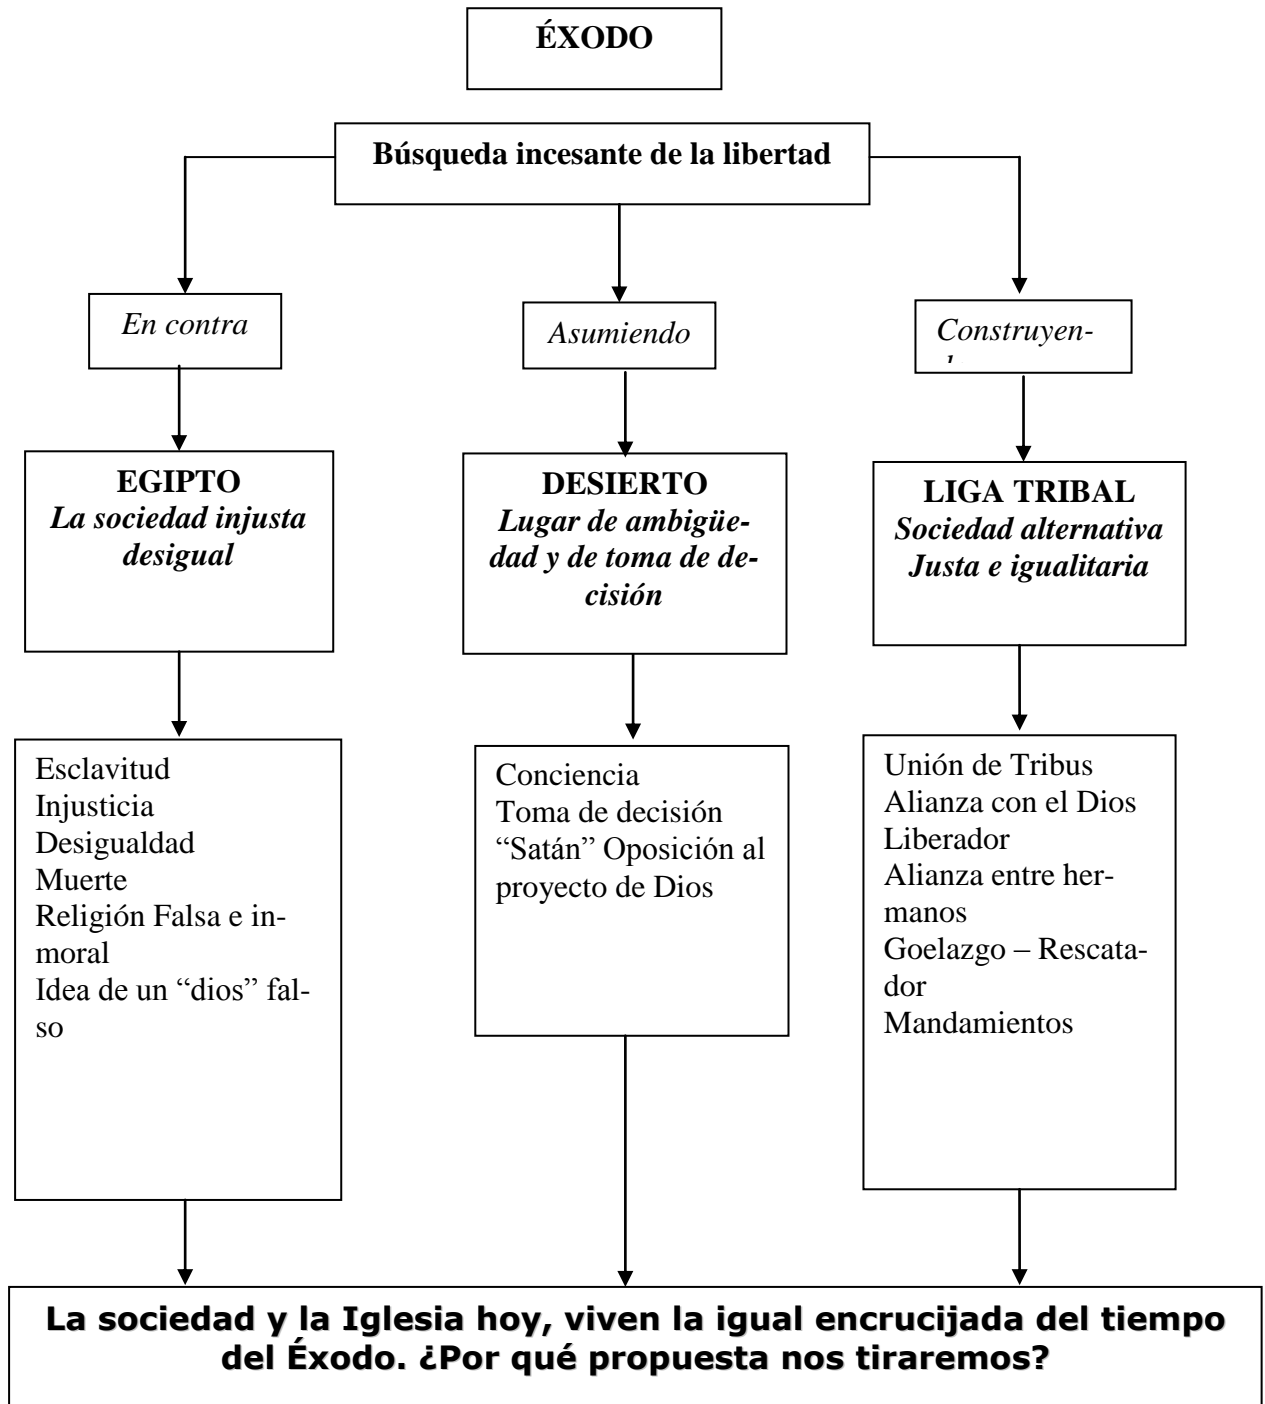 ÉXODO
Búsqueda incesante de la libertad
En contra
Asumiendo
Construyen-
EGIPTO
La sociedad injusta
desigual
DESIERTO
Lugar de ambigüe-
dad y de toma de de-
cisión
LIGA TRIBAL
Sociedad alternativa
Justa e igualitaria
Esclavitud
Injusticia
Desigualdad
Muerte
Religión Falsa e in-
moral
Idea de un “dios” fal-
so
Conciencia
Toma de decisión
“Satán” Oposición al
proyecto de Dios
Unión de Tribus
Alianza con el Dios
Liberador
Alianza entre her-
manos
Goelazgo – Rescata-
dor
Mandamientos
La sociedad y la Iglesia hoy, viven la igual encrucijada del tiempo
del Éxodo. ¿Por qué propuesta nos tiraremos?